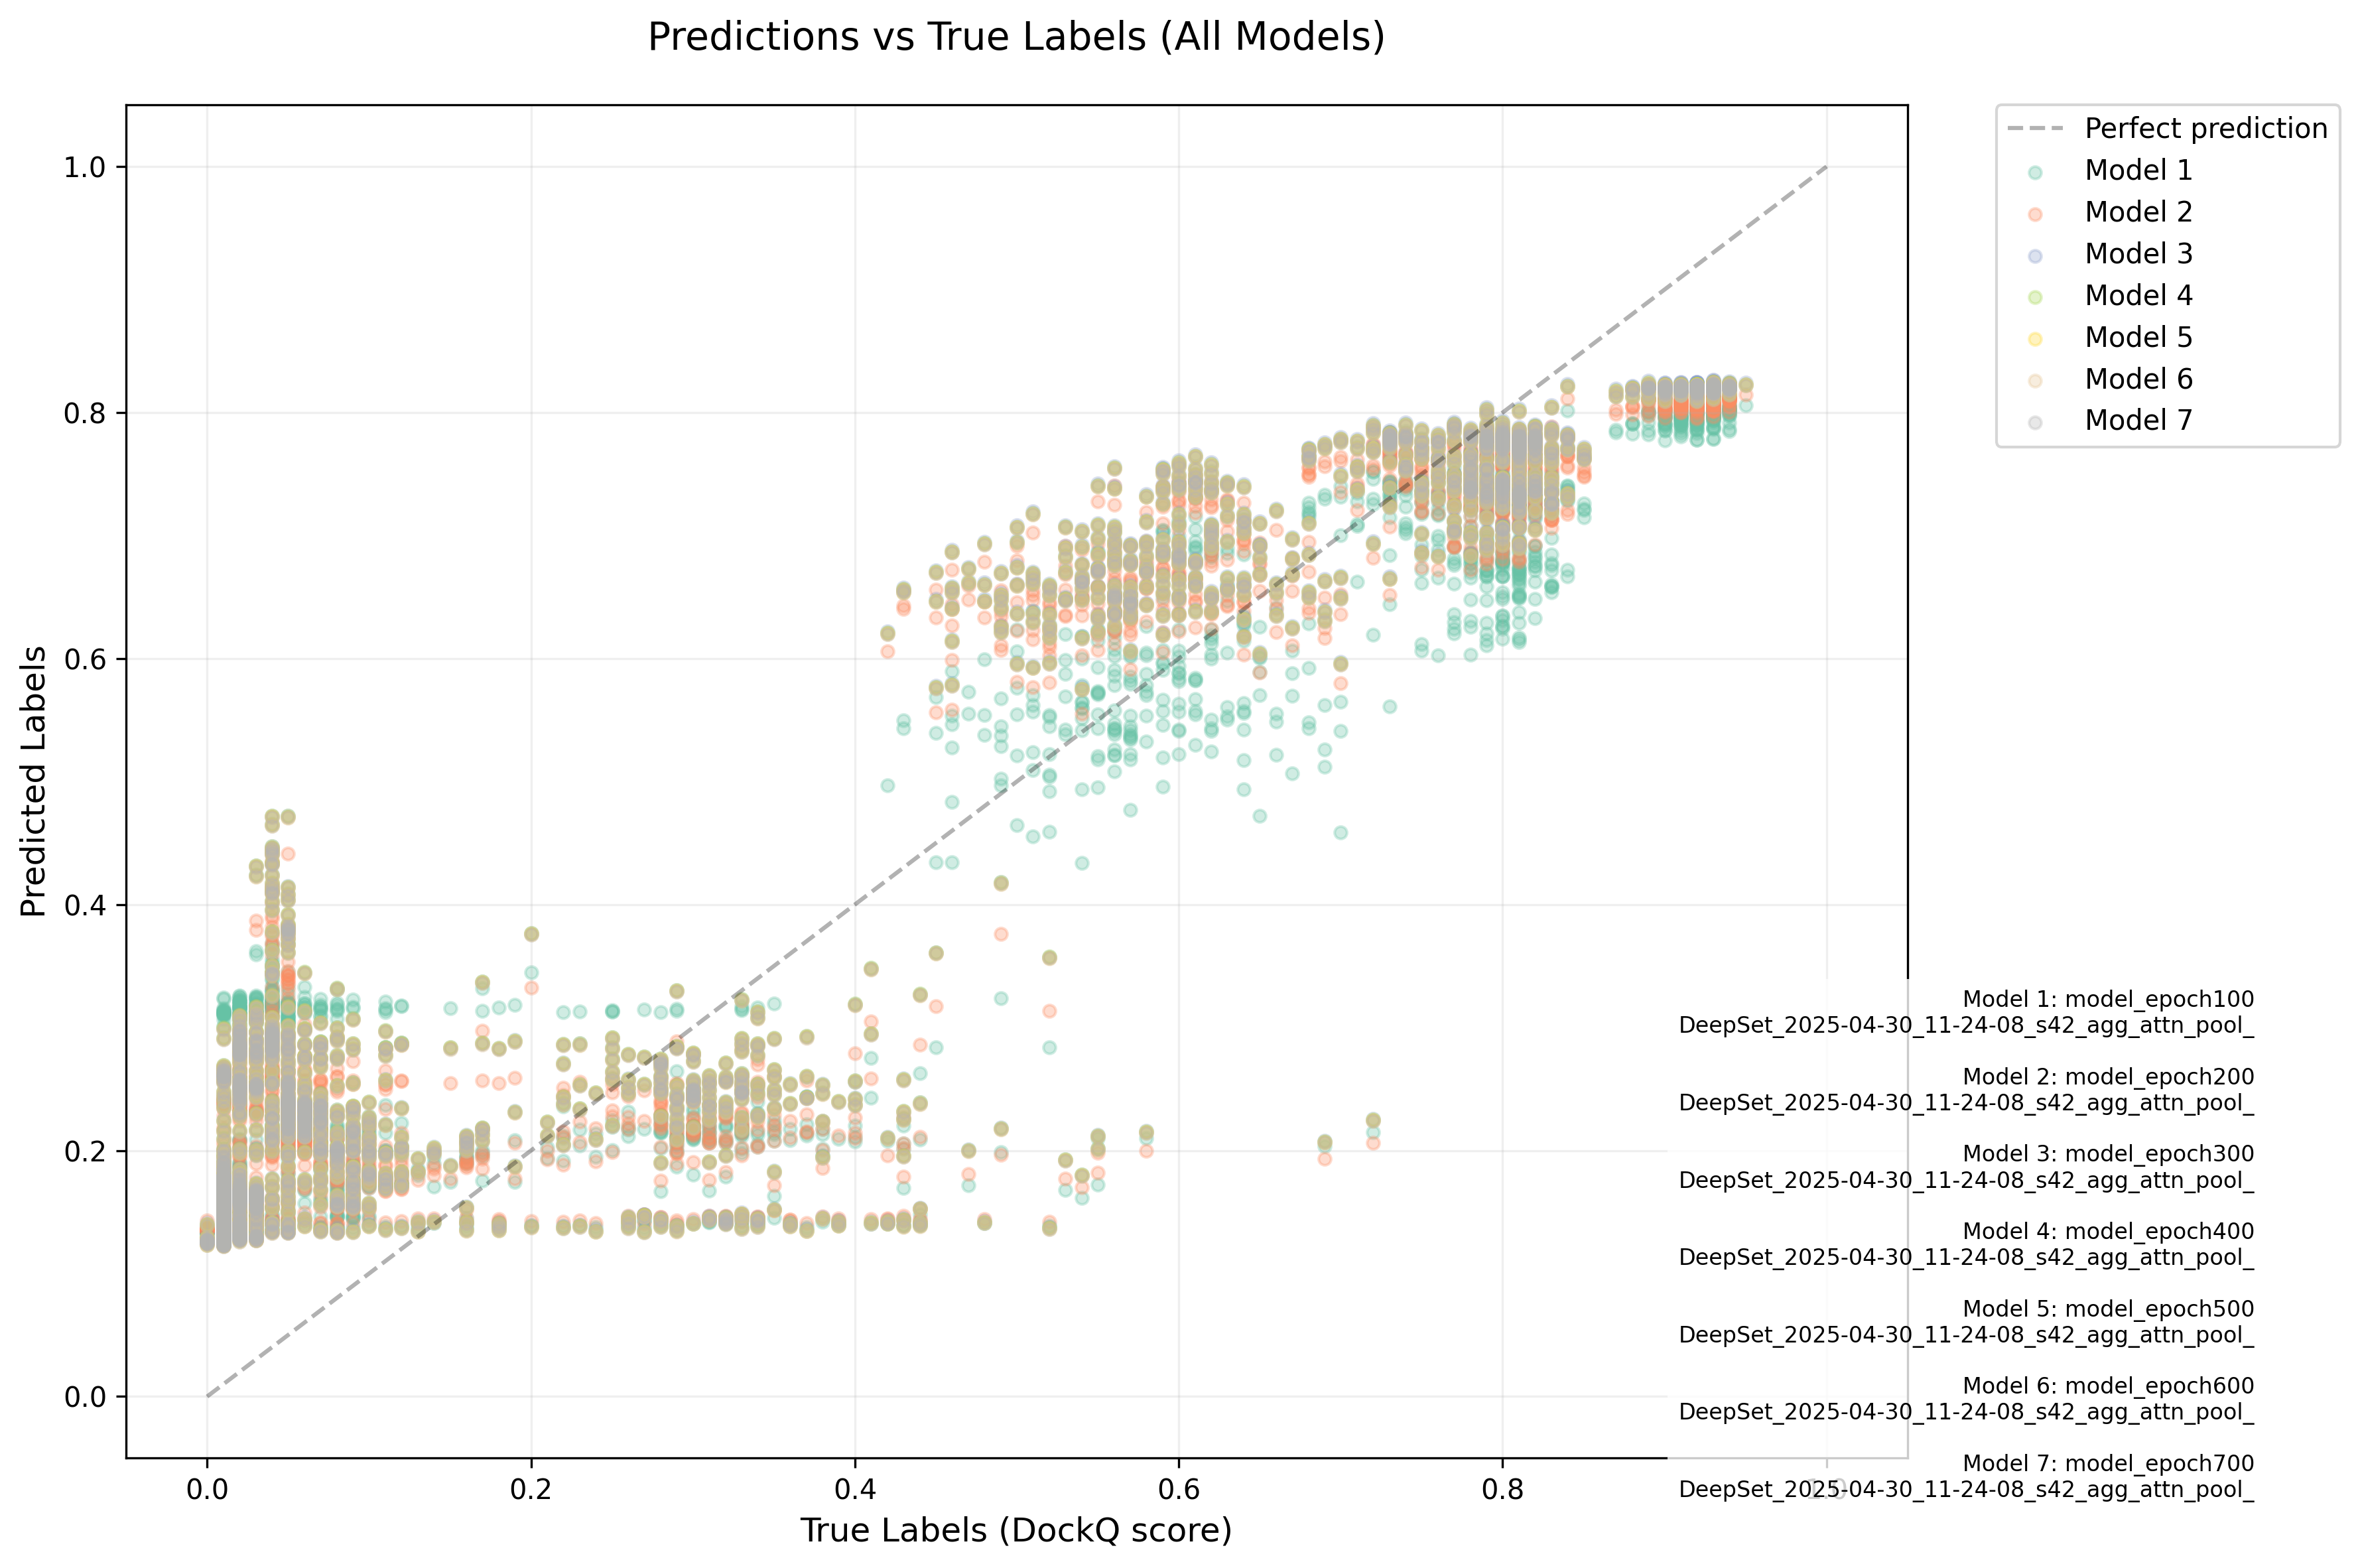 Predictions vs True Labels (All Models)
Perfect prediction
Model 1
Model 2
Model 3
Model 4
Model 5
Model 6
Model 7
Predicted Labels
1.0
0.8
0.6
0.4
0.2
0.0
0.0
0.2
0.4
0.6
0.8
1.0
True Labels (DockQ score)
Model 1: model_epoch100
DeepSet_2025-04-30_11-24-08_s42_agg_attn_pool_
Model 2: model_epoch200
DeepSet_2025-04-30_11-24-08_s42_agg_attn_pool_
Model 3: model_epoch300
DeepSet_2025-04-30_11-24-08_s42_agg_attn_pool_
Model 4: model_epoch400
DeepSet_2025-04-30_11-24-08_s42_agg_attn_pool_
Model 5: model_epoch500
DeepSet_2025-04-30_11-24-08_s42_agg_attn_pool_
Model 6: model_epoch600
DeepSet_2025-04-30_11-24-08_s42_agg_attn_pool_
Model 7: model_epoch700
DeepSet_2025-04-30_11-24-08_s42_agg_attn_pool_